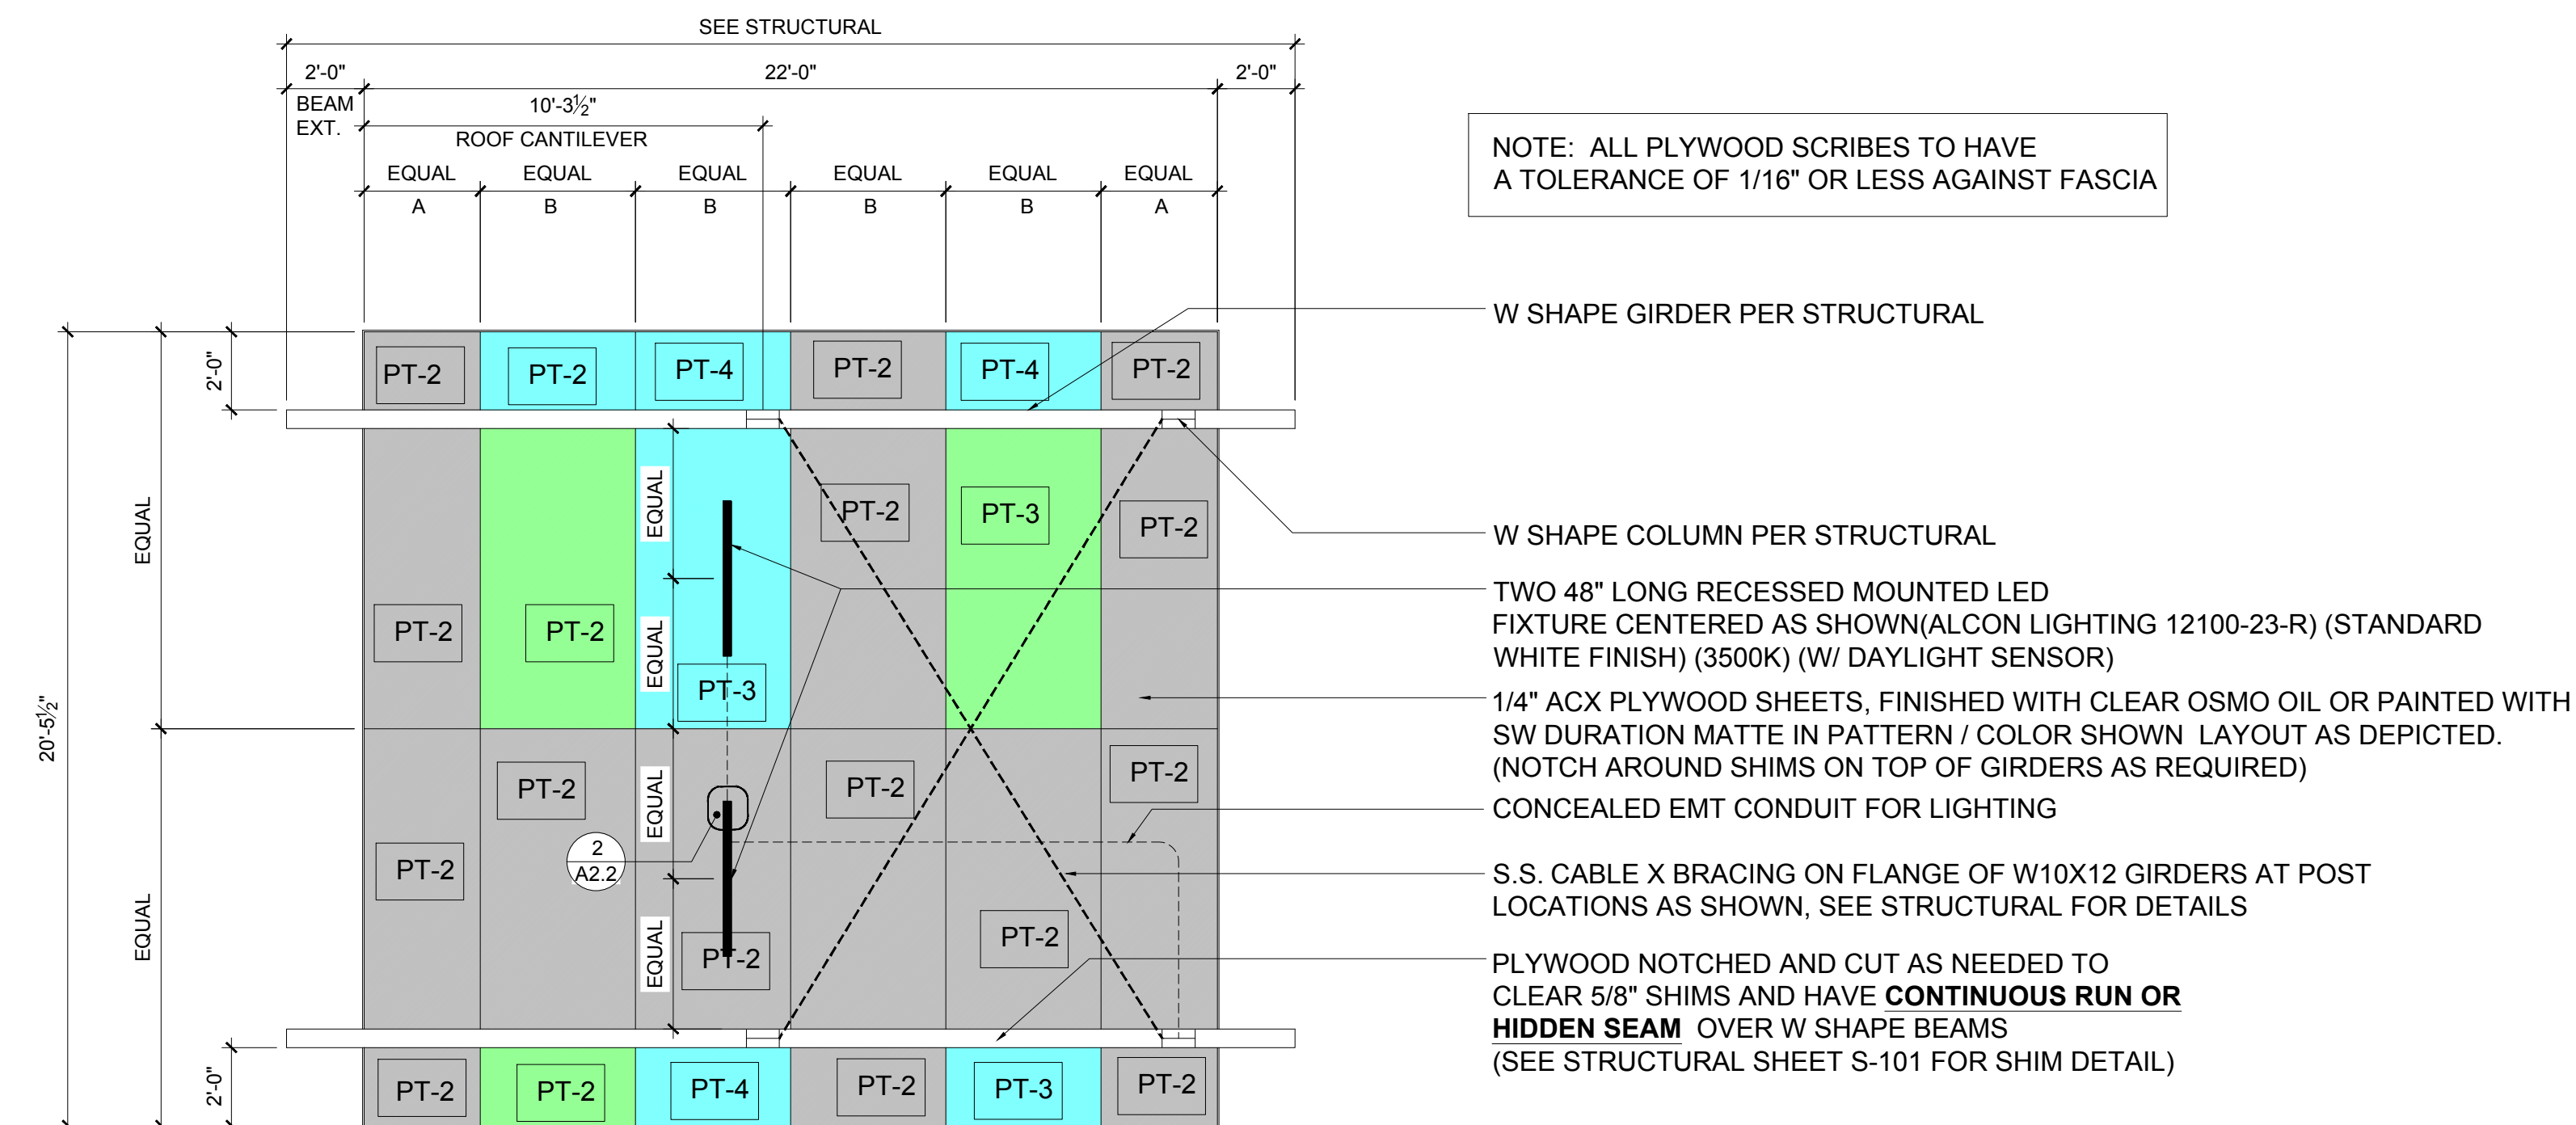 SEE STRUCTURAL
2'-0" 22'-0" 2'-0"
BEAM
EXT.
10'-3½"
ROOF CANTILEVER
EQUAL EQUAL EQUAL EQUAL EQUAL EQUAL
A B B B B A
NOTE: ALL PLYWOOD SCRIBES TO HAVE
A TOLERANCE OF 1/16" OR LESS AGAINST FASCIA
W SHAPE GIRDER PER STRUCTURAL
2'-0"
PT-2 PT-2 PT-4 PT-2 PT-4 PT-2
EQUAL
EQUAL
PT-2 PT-3 PT-2
W SHAPE COLUMN PER STRUCTURAL
TWO 48" LONG RECESSED MOUNTED LED
FIXTURE CENTERED AS SHOWN(ALCON LIGHTING 12100-23-R) (STANDARD
WHITE FINISH) (3500K) (W/ DAYLIGHT SENSOR)
PT-2 PT-2
EQUAL
PT-3
1/4" ACX PLYWOOD SHEETS, FINISHED WITH CLEAR OSMO OIL OR PAINTED WITH
SW DURATION MATTE IN PATTERN / COLOR SHOWN LAYOUT AS DEPICTED.
(NOTCH AROUND SHIMS ON TOP OF GIRDERS AS REQUIRED)
20'-5½"
PT-2 PT-2 PT-2
EQUAL
CONCEALED EMT CONDUIT FOR LIGHTING
2
A2.2
PT-2
S.S. CABLE X BRACING ON FLANGE OF W10X12 GIRDERS AT POST
LOCATIONS AS SHOWN, SEE STRUCTURAL FOR DETAILS
EQUAL
EQUAL
PT-2 PT-2
PLYWOOD NOTCHED AND CUT AS NEEDED TO
CLEAR 5/8" SHIMS AND HAVE CONTINUOUS RUN OR
HIDDEN SEAM OVER W SHAPE BEAMS
(SEE STRUCTURAL SHEET S-101 FOR SHIM DETAIL)
2'-0"
PT-2 PT-2 PT-4 PT-2 PT-3 PT-2